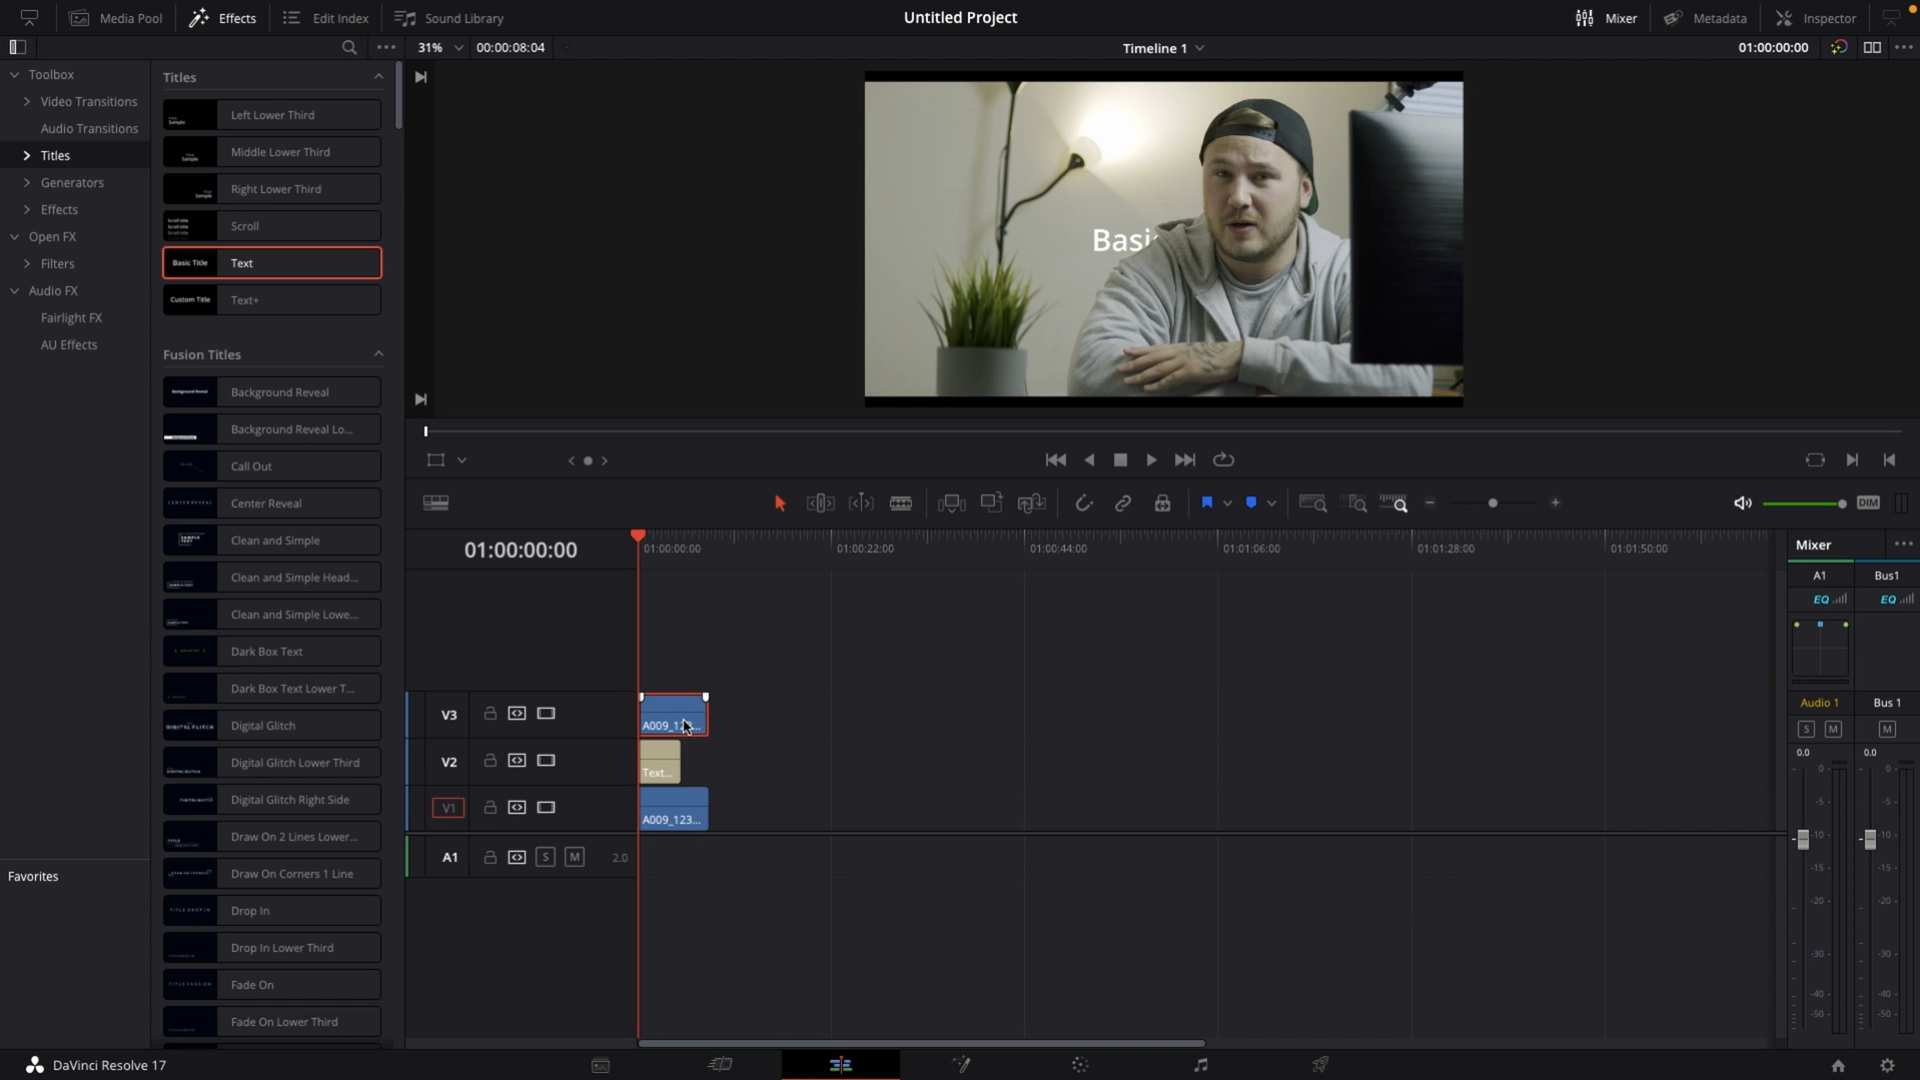 Media Pool
Effects
Edit Index
Sound Library
Untitled Project
Mixer
Metadata
Inspector
31%
00:00:08:04
Timeline 1
01:00:00:00
Toolbox
Video Transitions
Audio Transitions
Titles
Generators
Effects
Open FX
Filters
Audio FX
Fairlight FX
AU Effects
Favorites
Titles
Left Lower Third
Middle Lower Third
Right Lower Third
Scroll
Basic Title
Text
Custom Title
Text+
Fusion Titles
Background Reveal
Background Reveal Lo...
Call Out
Center Reveal
Clean and Simple
Clean and Simple Head...
Clean and Simple Lowe...
Dark Box Text
Dark Box Text Lower T...
Digital Glitch
Digital Glitch Lower Third
Digital Glitch Right Side
Draw On 2 Lines Lower...
Draw On Corners 1 Line
Drop In
Drop In Lower Third
Fade On
Fade On Lower Third
Basi
DIM
01:00:00:00
01:00:00:00
01:00:22:00
01:00:44:00
01:01:06:00
01:01:28:00
01:01:50:00
V3
A009_12
V2
Text...
V1
A009_123...
A1
S
M
2.0
Mixer
A1
Bus1
EQ
EQ
Audio 1
Bus 1
S
M
M
0.0
0.0
0
0
-5
-5
-10
-10
-15
-15
-20
-20
-30
-30
-40
-40
-50
-50
DaVinci Resolve 17